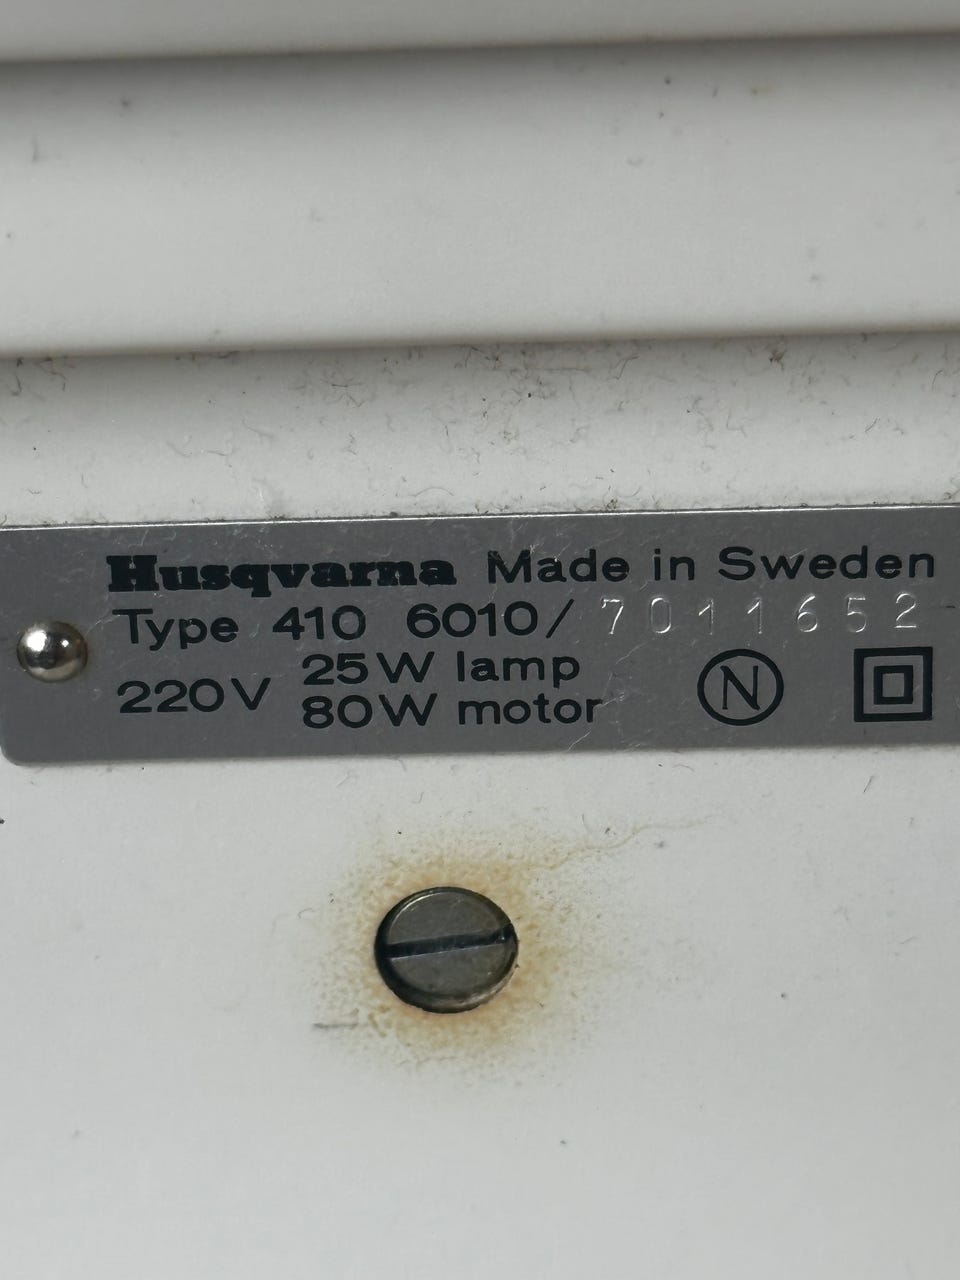 Husqvarna Made in Sweden
Type 410 6010/ 7011652
220V 25W lamp
80W motor N